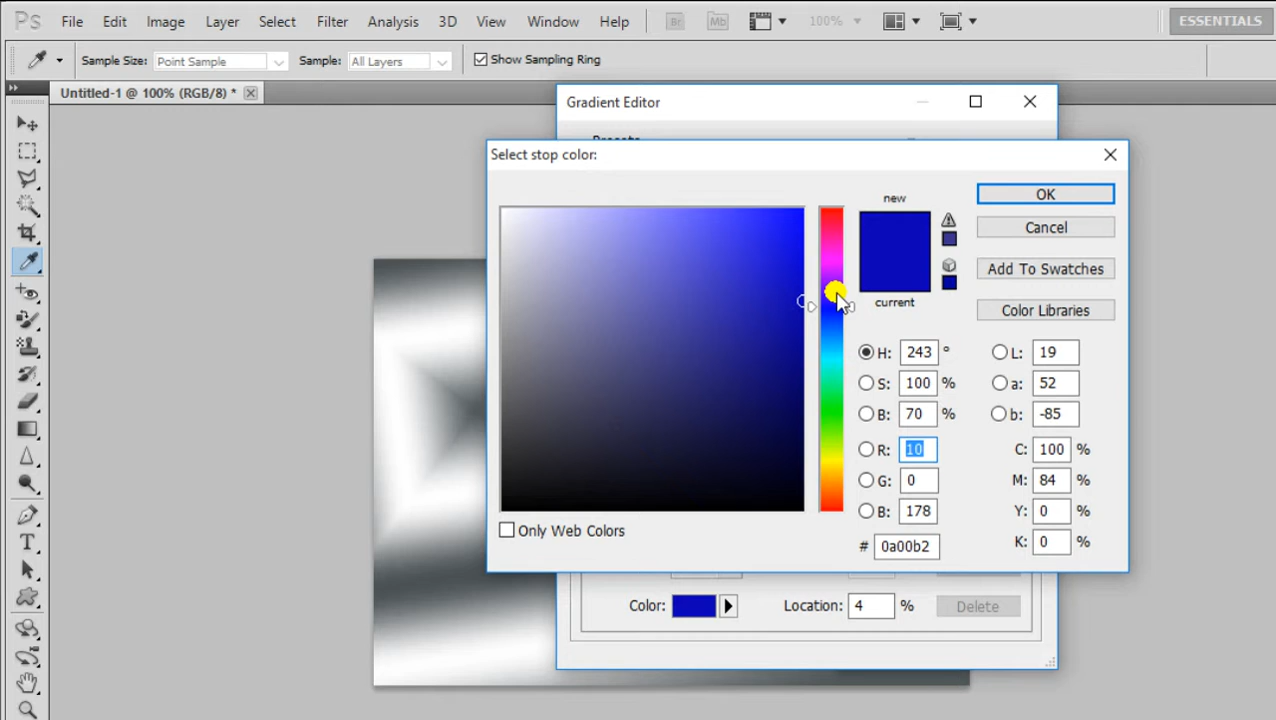 Ps File Edit Image Layer Select Filter Analysis 3D View Window Help Br Mb 100% ESSENTIALS
Sample Size: Point Sample Sample: All Layers Show Sampling Ring
Untitled-1 @ 100% (RGB/8) *
Gradient Editor
Presets
Select stop color:
new
OK
Cancel
Add To Swatches
current
Color Libraries
H: 243 ° L: 19
S: 100 % a: 52
B: 70 % b: -85
R: 10 C: 100 %
G: 0 M: 84 %
B: 178 Y: 0 %
Only Web Colors
# 0a00b2 K: 0 %
Color: Location: 4 % Delete
T